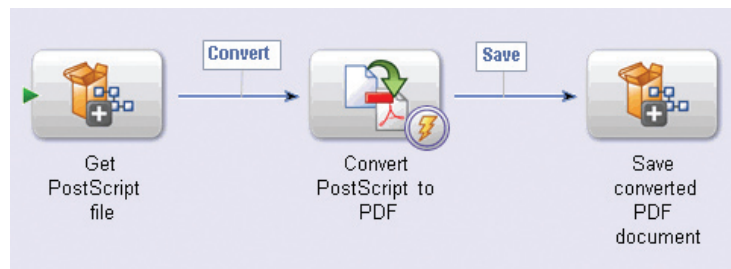 Convert
Save
Get
PostScript
file
Convert
PostScript to
PDF
Save
converted
PDF
document